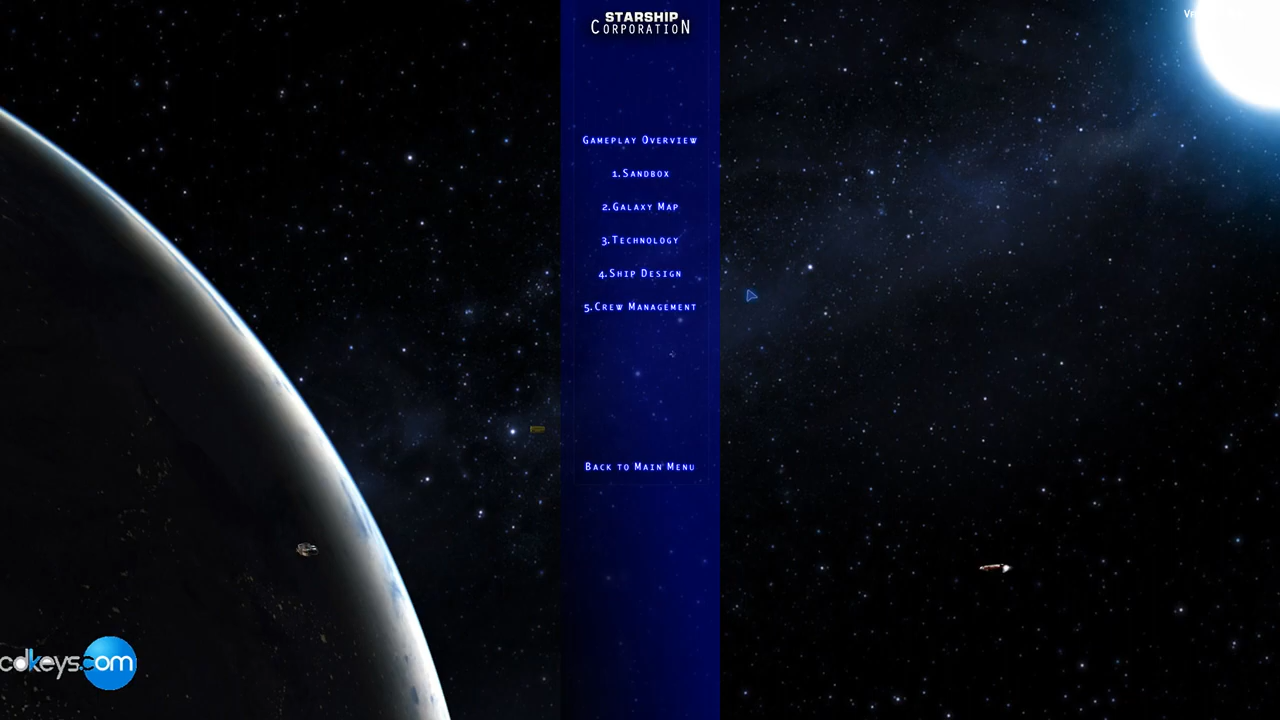 STARSHIP
CORPORATION
GAMEPLAY OVERVIEW
1.SANDBOX
2.GALAXY MAP
3.TECHNOLOGY
4.SHIP DESIGN
5.CREW MANAGEMENT
BACK TO MAIN MENU
cdkeys.com